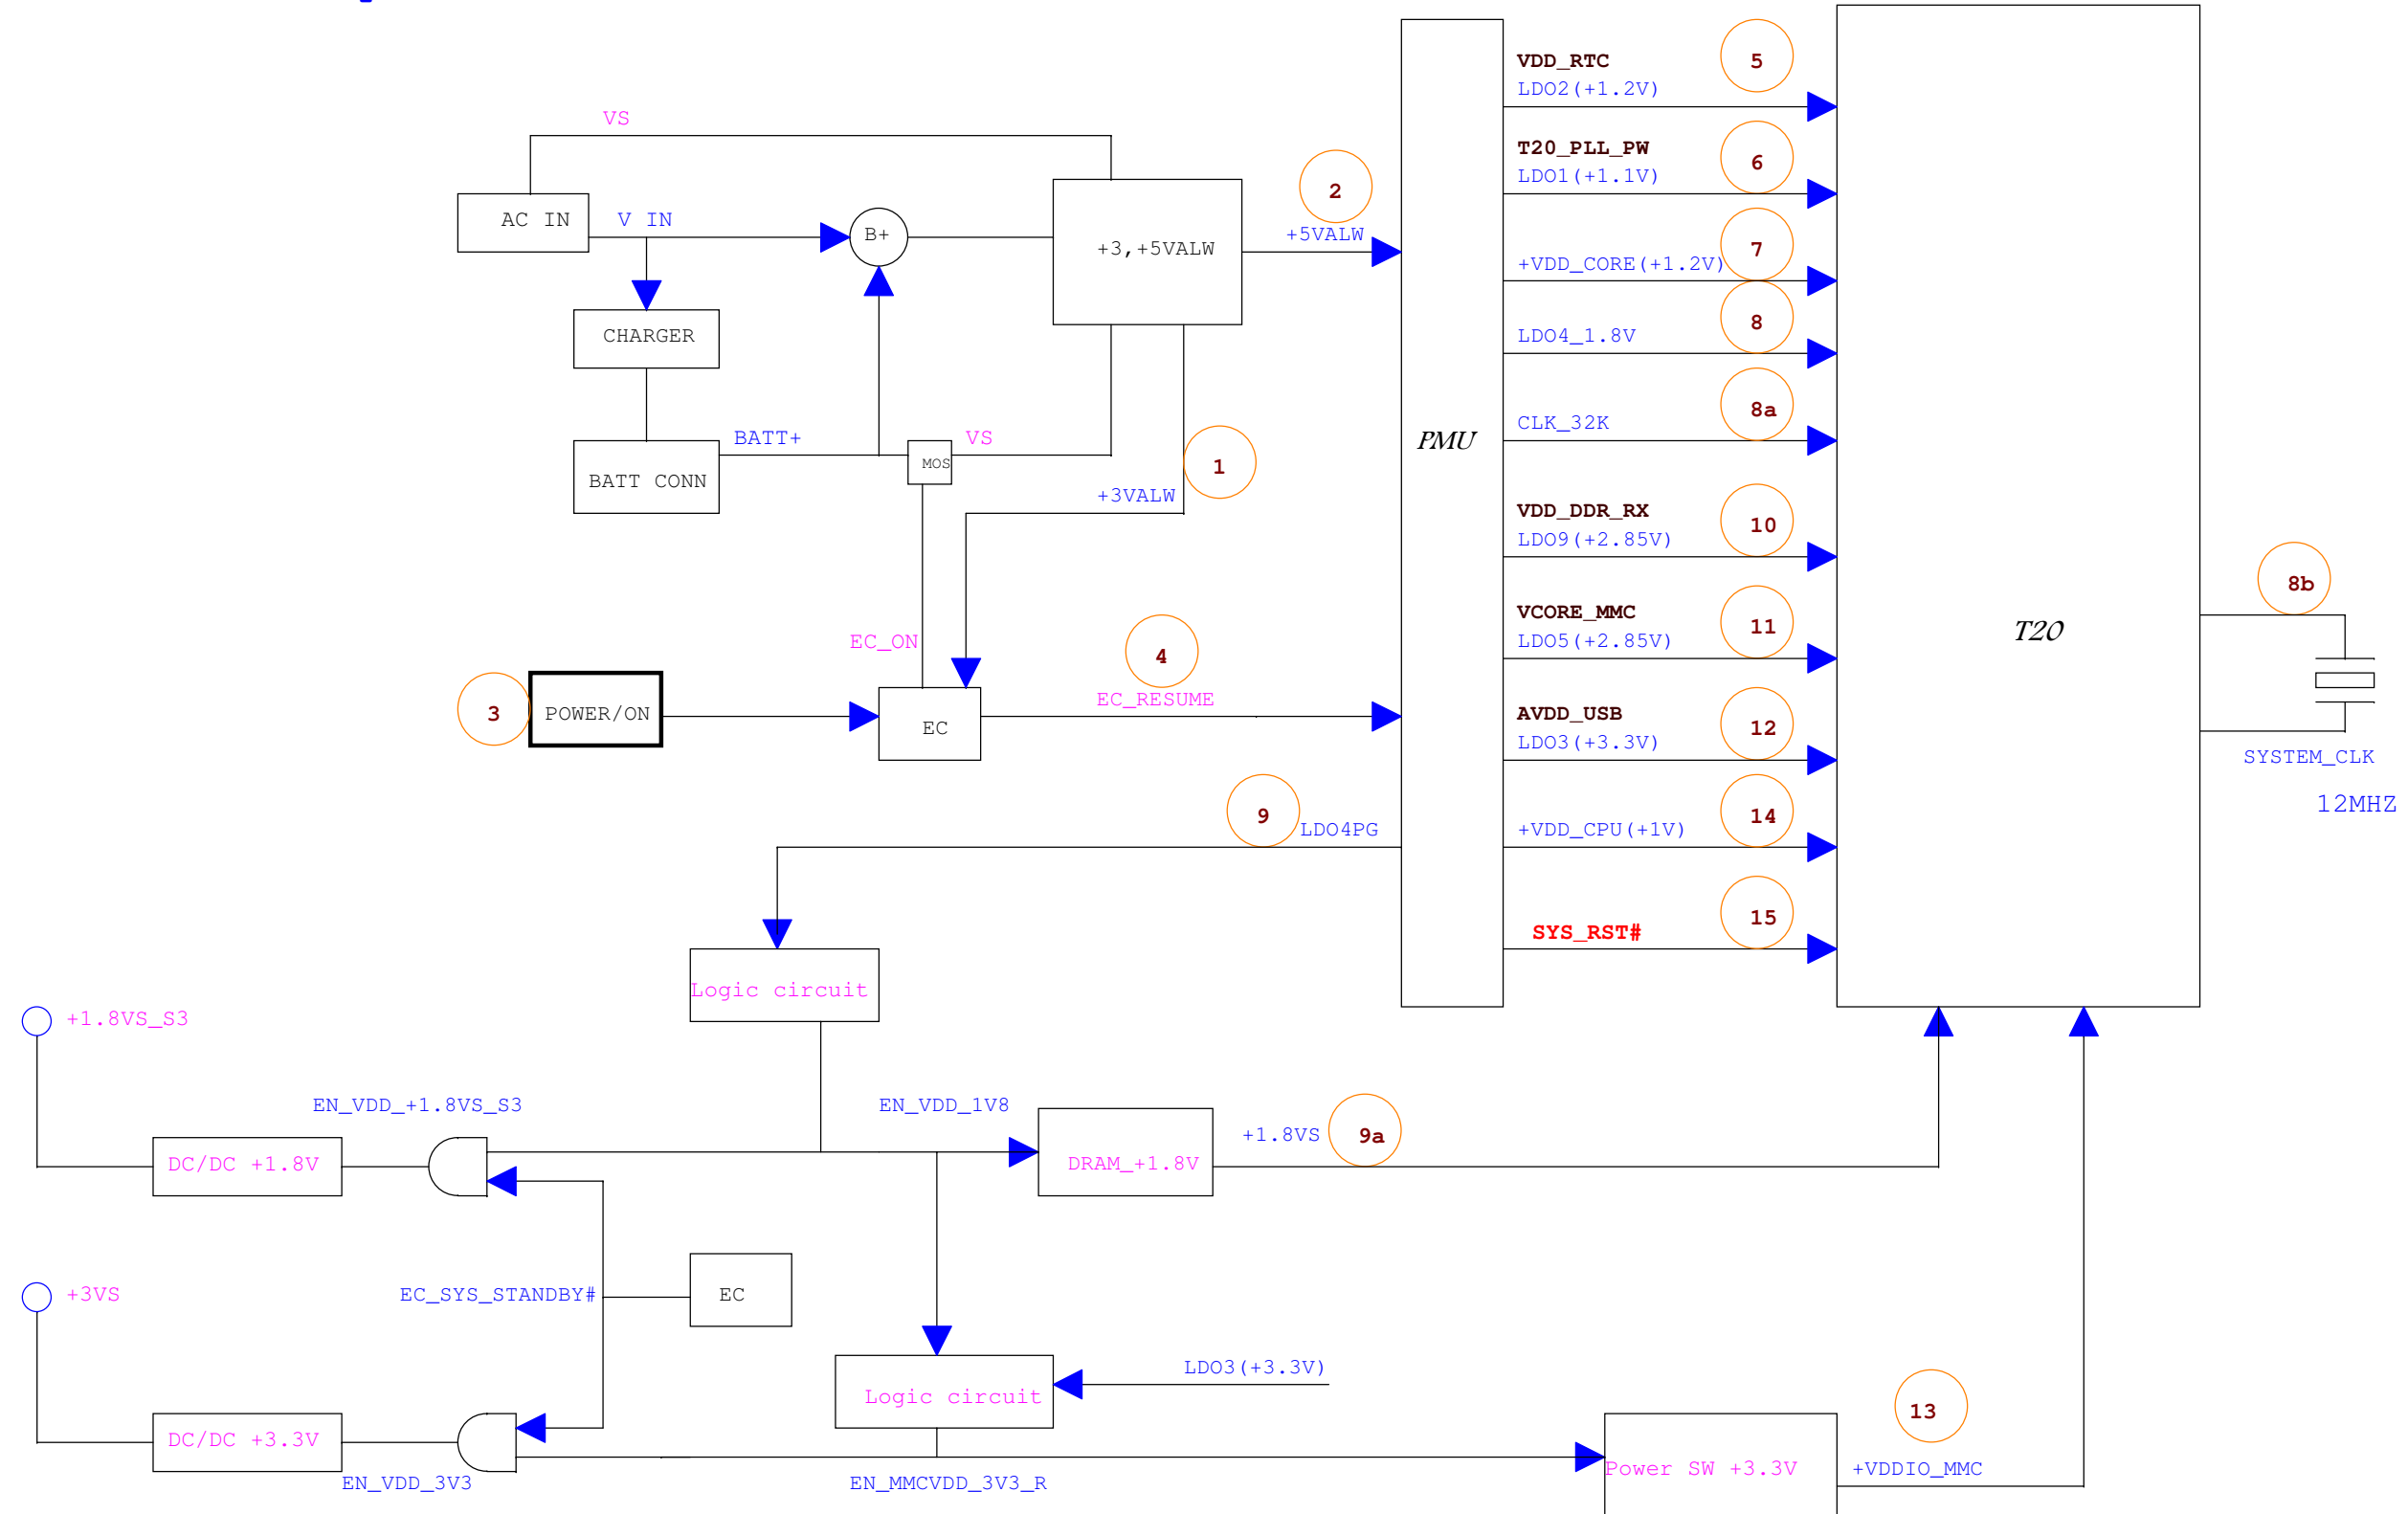 VDD_RTC
5
LDO2(+1.2V)
VS
T20_PLL_PW
6
LDO1(+1.1V)
2
AC IN
V IN
B+
+3,+5VALW
+5VALW
7
+VDD_CORE(+1.2V)
8
CHARGER
LDO4_1.8V
8a
CLK_32K
BATT+
VS
PMU
MOS
1
BATT CONN
+3VALW
VDD_DDR_RX
10
LDO9(+2.85V)
8b
VCORE_MMC
11
LDO5(+2.85V)
T20
EC_ON
4
EC_RESUME
3
POWER/ON
EC
AVDD_USB
12
LDO3(+3.3V)
SYSTEM_CLK
12MHZ
9
LDO4PG
14
+VDD_CPU(+1V)
15
SYS_RST#
Logic circuit
+1.8VS_S3
EN_VDD_+1.8VS_S3
EN_VDD_1V8
+1.8VS
9a
DC/DC +1.8V
DRAM_+1.8V
+3VS
EC_SYS_STANDBY#
EC
LDO3(+3.3V)
Logic circuit
13
DC/DC +3.3V
Power SW +3.3V
+VDDIO_MMC
EN_VDD_3V3
EN_MMCVDD_3V3_R